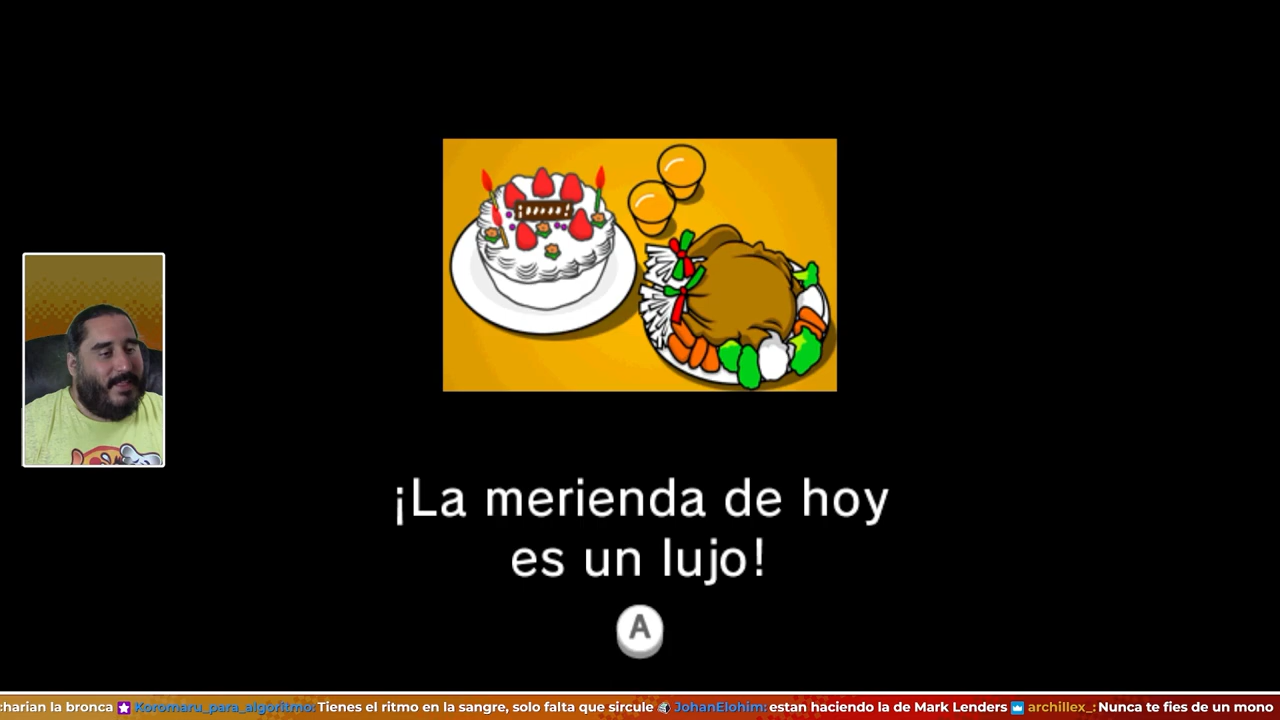 ¡La merienda de hoy
es un lujo!
A
charian la bronca Koromaru_para_algoritmo: Tienes el ritmo en la sangre, solo falta que sircule JohanElohim: estan haciendo la de Mark Lenders archillex_: Nunca te fies de un mono